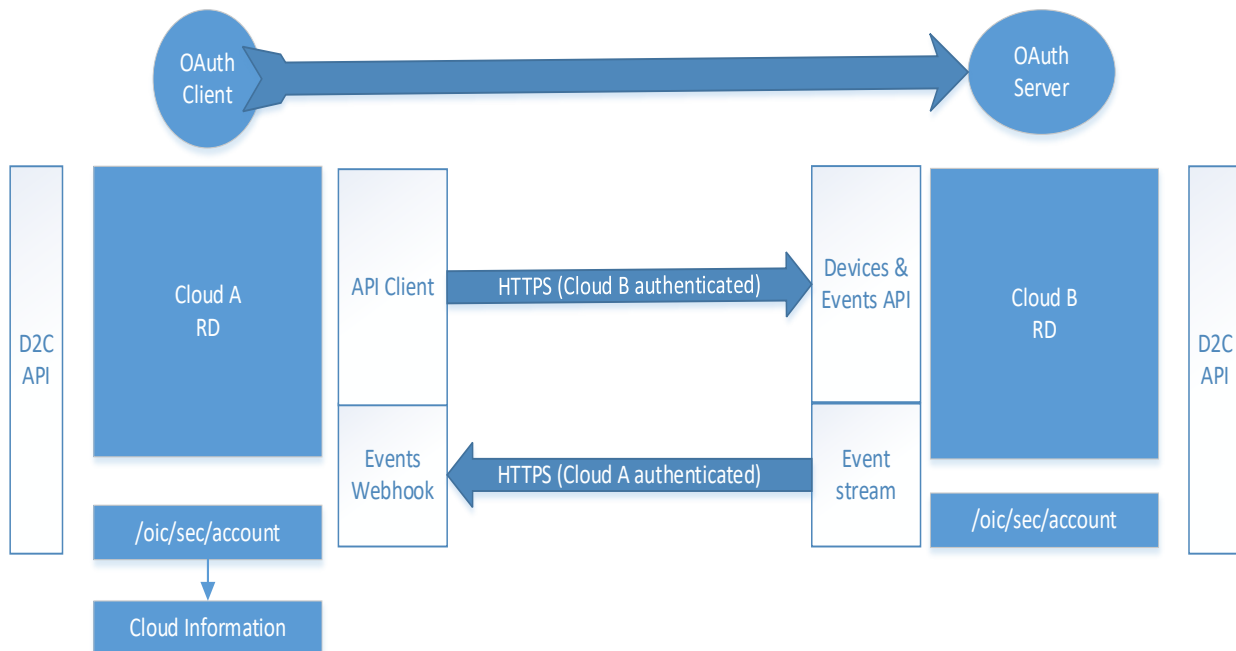 OAuth
Client
OAuth
Server
D2C
API
Cloud A
RD
API Client
HTTPS (Cloud B authenticated)
Devices &
Events API
Cloud B
RD
D2C
API
Events
Webhook
HTTPS (Cloud A authenticated)
Event
stream
/oic/sec/account
/oic/sec/account
Cloud Information